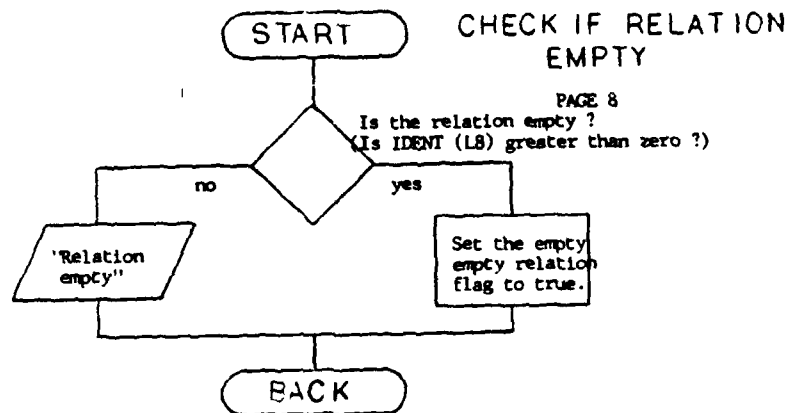 START
CHECK IF RELATION
EMPTY
PAGE 8
Is the relation empty ?
(Is IDENT (L8) greater than zero ?)
no
yes
"Relation
empty"
Set the empty
empty relation
flag to true.
BACK